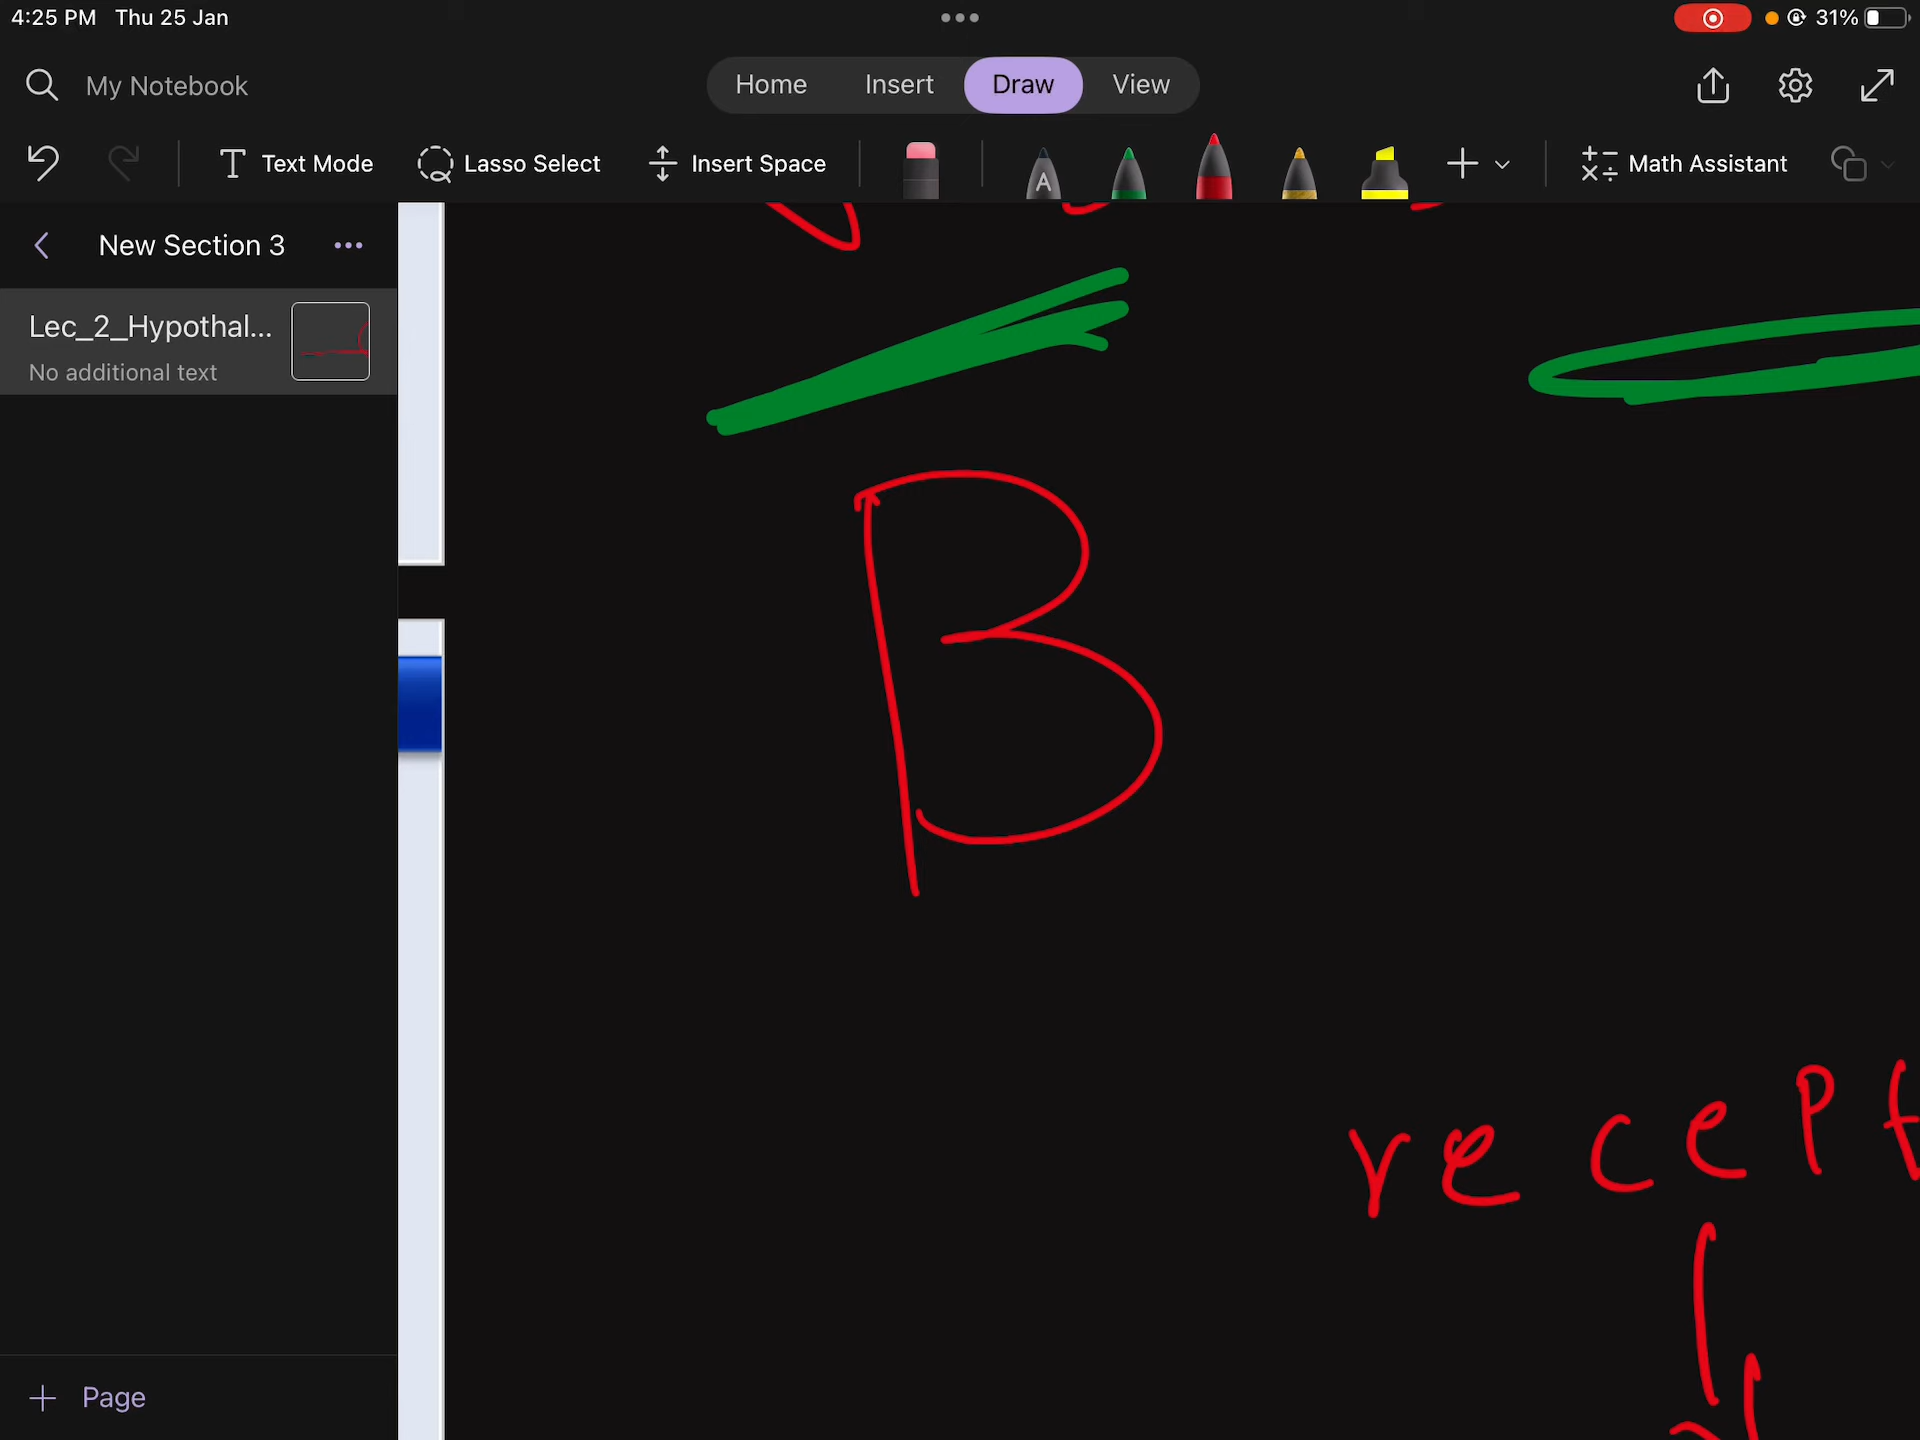 4:25 PM Thu 25 Jan
31%
My Notebook
Home Insert Draw View
Text Mode Lasso Select Insert Space A Math Assistant
New Section 3
Lec_2_Hypothal...
No additional text
B
recept
Page